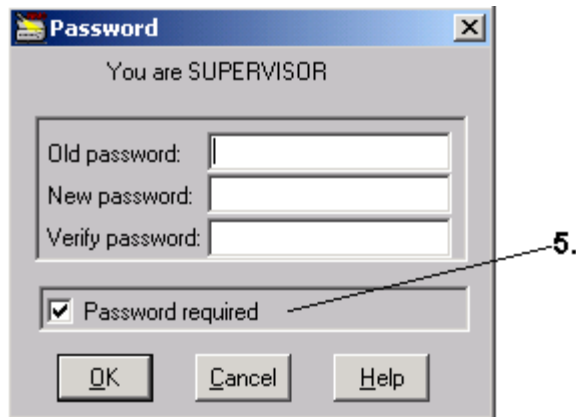 Password
You are SUPERVISOR
Old password:
New password:
Verify password:
5.
Password required
OK Cancel Help